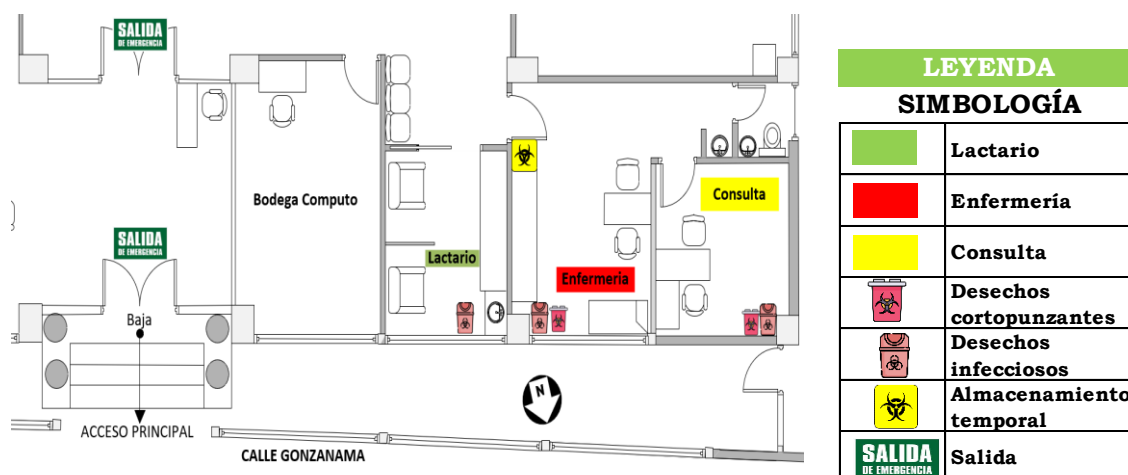 SALIDA
DE EMERGENCIA
Bodega Computo
Consulta
SALIDA
DE EMERGENCIA
Lactario
Enfermeria
Baja
N
ACCESO PRINCIPAL
CALLE GONZANAMA
LEYENDA
SIMBOLOGÍA
Lactario
Enfermería
Consulta
Desechos
cortopunzantes
Desechos
infecciosos
Almacenamiento
temporal
SALIDA
DE EMERGENCIA
Salida